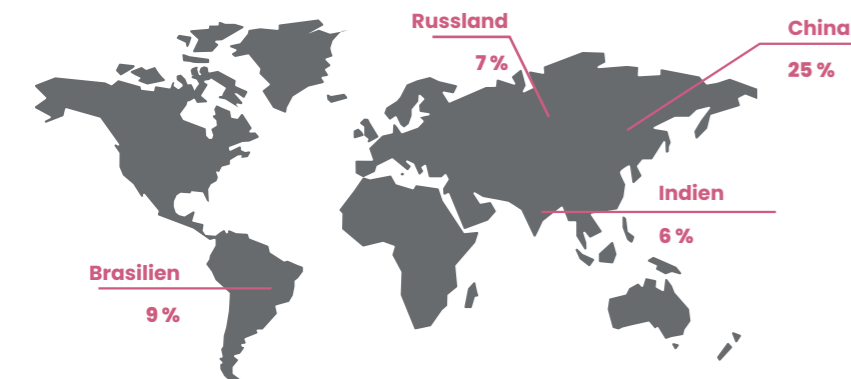 Russland
7 %
China
25 %
Indien
6 %
Brasilien
9 %